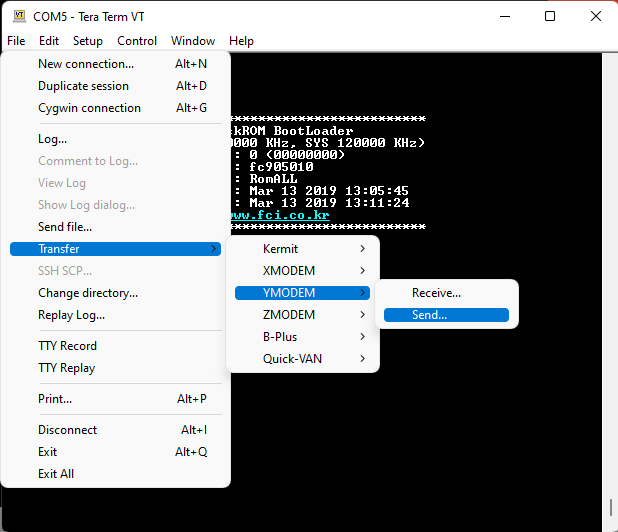 COM5 - Tera Term VT
File Edit Setup Control Window Help
New connection... Alt+N
Duplicate session Alt+D
Cygwin connection Alt+G
Log...
Comment to Log...
View Log
Show Log dialog...
Send file...
Transfer
SSH SCP...
Change directory...
Replay Log...
TTY Record
TTY Replay
Print... Alt+P
Disconnect Alt+I
Exit Alt+Q
Exit All
Kermit
XMODEM
YMODEM
ZMODEM
B-Plus
Quick-VAN
Receive...
Send...
**************************
ckROM BootLoader
0000 KHz, SYS 120000 KHz)
: 0 (00000000)
: fc905010
: RomALL
: Mar 13 2019 13:05:45
: Mar 13 2019 13:11:24
www.fci.co.kr
**************************